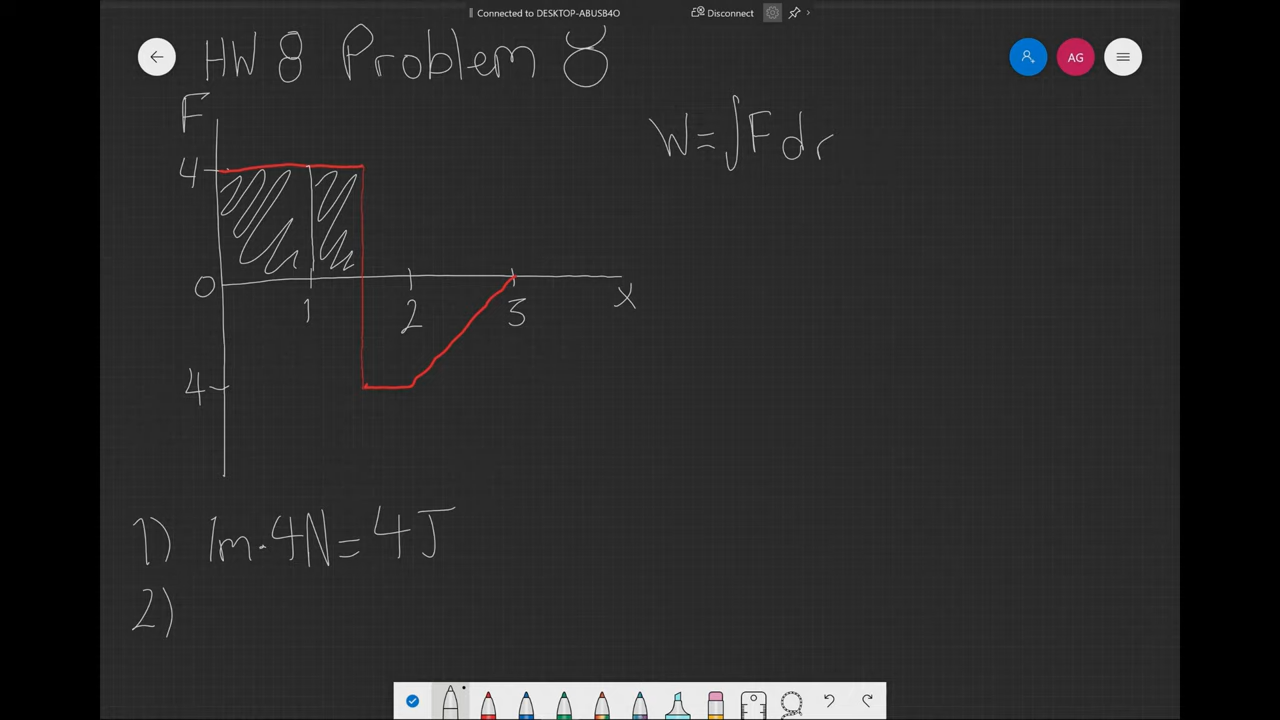 Connected to DESKTOP-ABUSB4O
Disconnect
HW 8 Problem 8
AG
F
W=∫F dr
4
0
1
2
3
x
4
1) 1m·4N=4J
2)